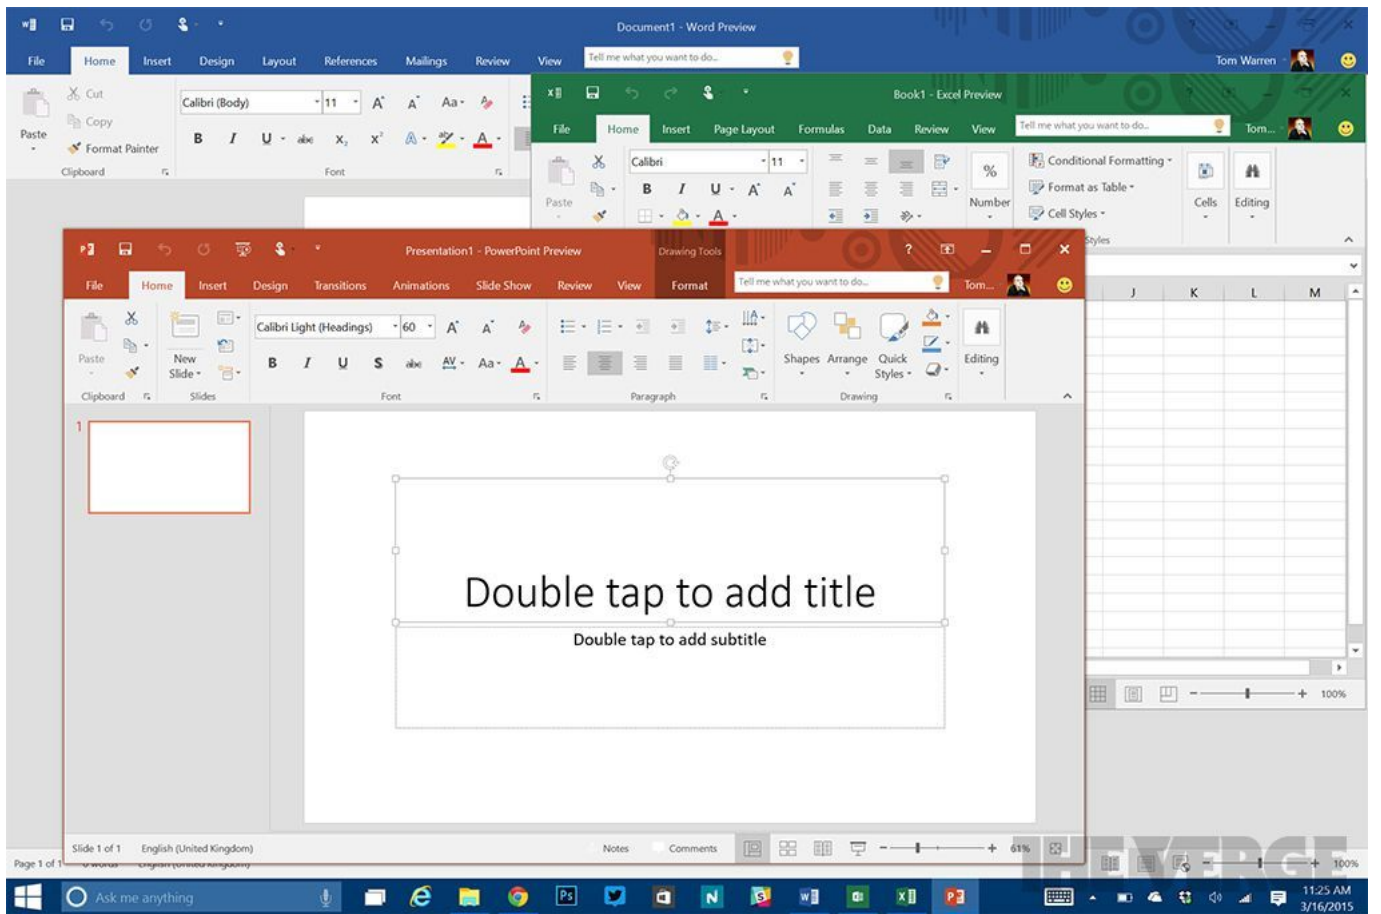 Document1 - Word Preview
File Home Insert Design Layout References Mailings Review View Tell me what you want to do... Tom Warren
Cut
Copy
Format Painter
Paste
Clipboard
Calibri (Body) 11
Font
Book1 - Excel Preview
File Home Insert Page Layout Formulas Data Review View Tell me what you want to do... Tom...
Paste
Calibri 11
%
Number
Conditional Formatting
Format as Table
Cell Styles
Styles
Cells
Editing
J K L M
100%
Presentation1 - PowerPoint Preview Drawing Tools
File Home Insert Design Transitions Animations Slide Show Review View Format Tell me what you want to do... Tom...
Paste
New
Slide
Calibri Light (Headings) 60
Shapes Arrange Quick
Styles
Editing
Clipboard Slides Font Paragraph Drawing
1
Double tap to add title
Double tap to add subtitle
Slide 1 of 1 English (United Kingdom) Notes Comments 61%
Page 1 of 1 100%
THE VERGE
Ask me anything
11:25 AM
3/16/2015